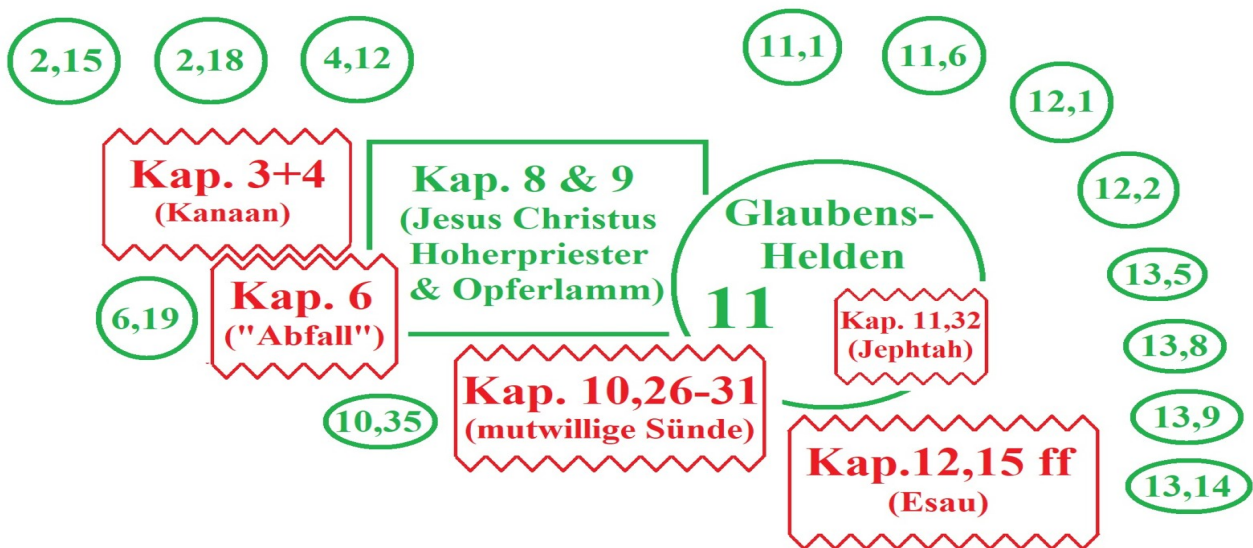 2,15
2,18
4,12
11,1
11,6
12,1
12,2
13,5
13,8
13,9
13,14
Kap. 3+4
(Kanaan)
Kap. 8 & 9
(Jesus Christus
Hoherpriester
& Opferlamm)
Glaubens-
Helden
11
Kap. 11,32
(Jephtah)
6,19
Kap. 6
("Abfall")
10,35
Kap. 10,26-31
(mutwillige Sünde)
Kap.12,15 ff
(Esau)